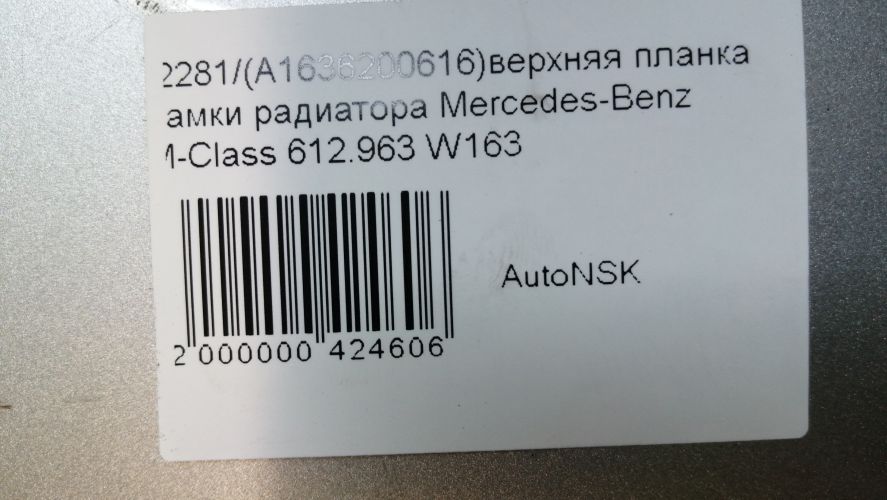 2281/(A1636200616)верхняя планка
амки радиатора Mercedes-Benz
M-Class 612.963 W163
AutoNSK
2 000000 424606